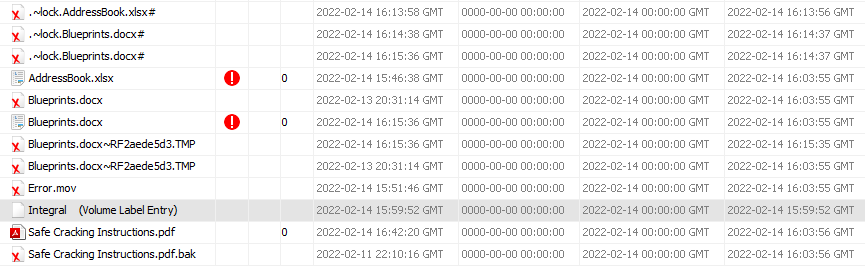 .~lock.AddressBook.xlsx# 2022-02-14 16:13:58 GMT 0000-00-00 00:00:00 2022-02-14 00:00:00 GMT 2022-02-14 16:13:56 GMT
.~lock.Blueprints.docx# 2022-02-14 16:14:38 GMT 0000-00-00 00:00:00 2022-02-14 00:00:00 GMT 2022-02-14 16:14:37 GMT
.~lock.Blueprints.docx# 2022-02-14 16:15:36 GMT 0000-00-00 00:00:00 2022-02-14 00:00:00 GMT 2022-02-14 16:14:37 GMT
AddressBook.xlsx 0 2022-02-14 15:46:38 GMT 0000-00-00 00:00:00 2022-02-14 00:00:00 GMT 2022-02-14 16:03:55 GMT
Blueprints.docx 2022-02-13 20:31:14 GMT 0000-00-00 00:00:00 2022-02-14 00:00:00 GMT 2022-02-14 16:03:55 GMT
Blueprints.docx 0 2022-02-14 16:15:36 GMT 0000-00-00 00:00:00 2022-02-14 00:00:00 GMT 2022-02-14 16:03:55 GMT
Blueprints.docx~RF2aede5d3.TMP 2022-02-14 16:15:36 GMT 0000-00-00 00:00:00 2022-02-14 00:00:00 GMT 2022-02-14 16:15:35 GMT
Blueprints.docx~RF2aede5d3.TMP 2022-02-13 20:31:14 GMT 0000-00-00 00:00:00 2022-02-14 00:00:00 GMT 2022-02-14 16:03:55 GMT
Error.mov 2022-02-14 15:51:46 GMT 0000-00-00 00:00:00 2022-02-14 00:00:00 GMT 2022-02-14 16:03:55 GMT
Integral (Volume Label Entry) 2022-02-14 15:59:52 GMT 0000-00-00 00:00:00 2022-02-14 00:00:00 GMT 2022-02-14 15:59:52 GMT
Safe Cracking Instructions.pdf 0 2022-02-14 16:42:20 GMT 0000-00-00 00:00:00 2022-02-14 00:00:00 GMT 2022-02-14 16:03:56 GMT
Safe Cracking Instructions.pdf.bak 2022-02-11 22:10:16 GMT 0000-00-00 00:00:00 2022-02-14 00:00:00 GMT 2022-02-14 16:03:56 GMT